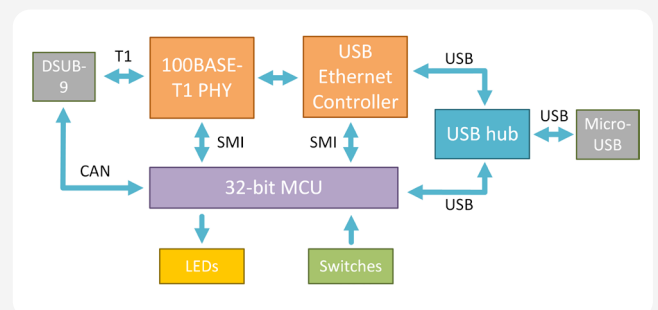 DSUB-
9
T1
100BASE-
T1 PHY
USB
Ethernet
Controller
USB
USB hub
USB
Micro-
USB
SMI
SMI
CAN
32-bit MCU
USB
LEDs
Switches